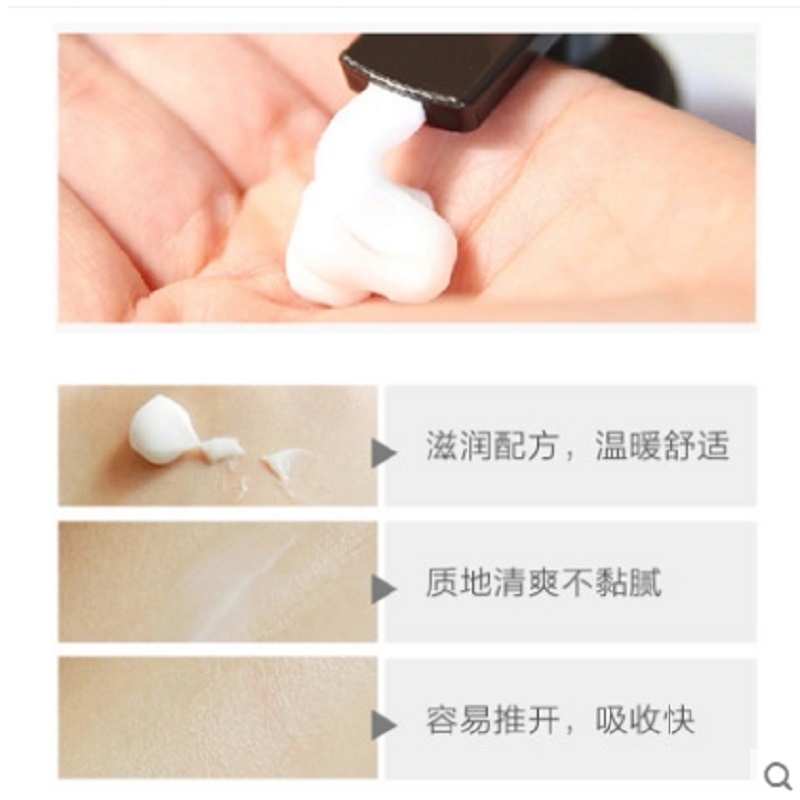 滋润配方，温暖舒适
质地清爽不黏腻
容易推开，吸收快